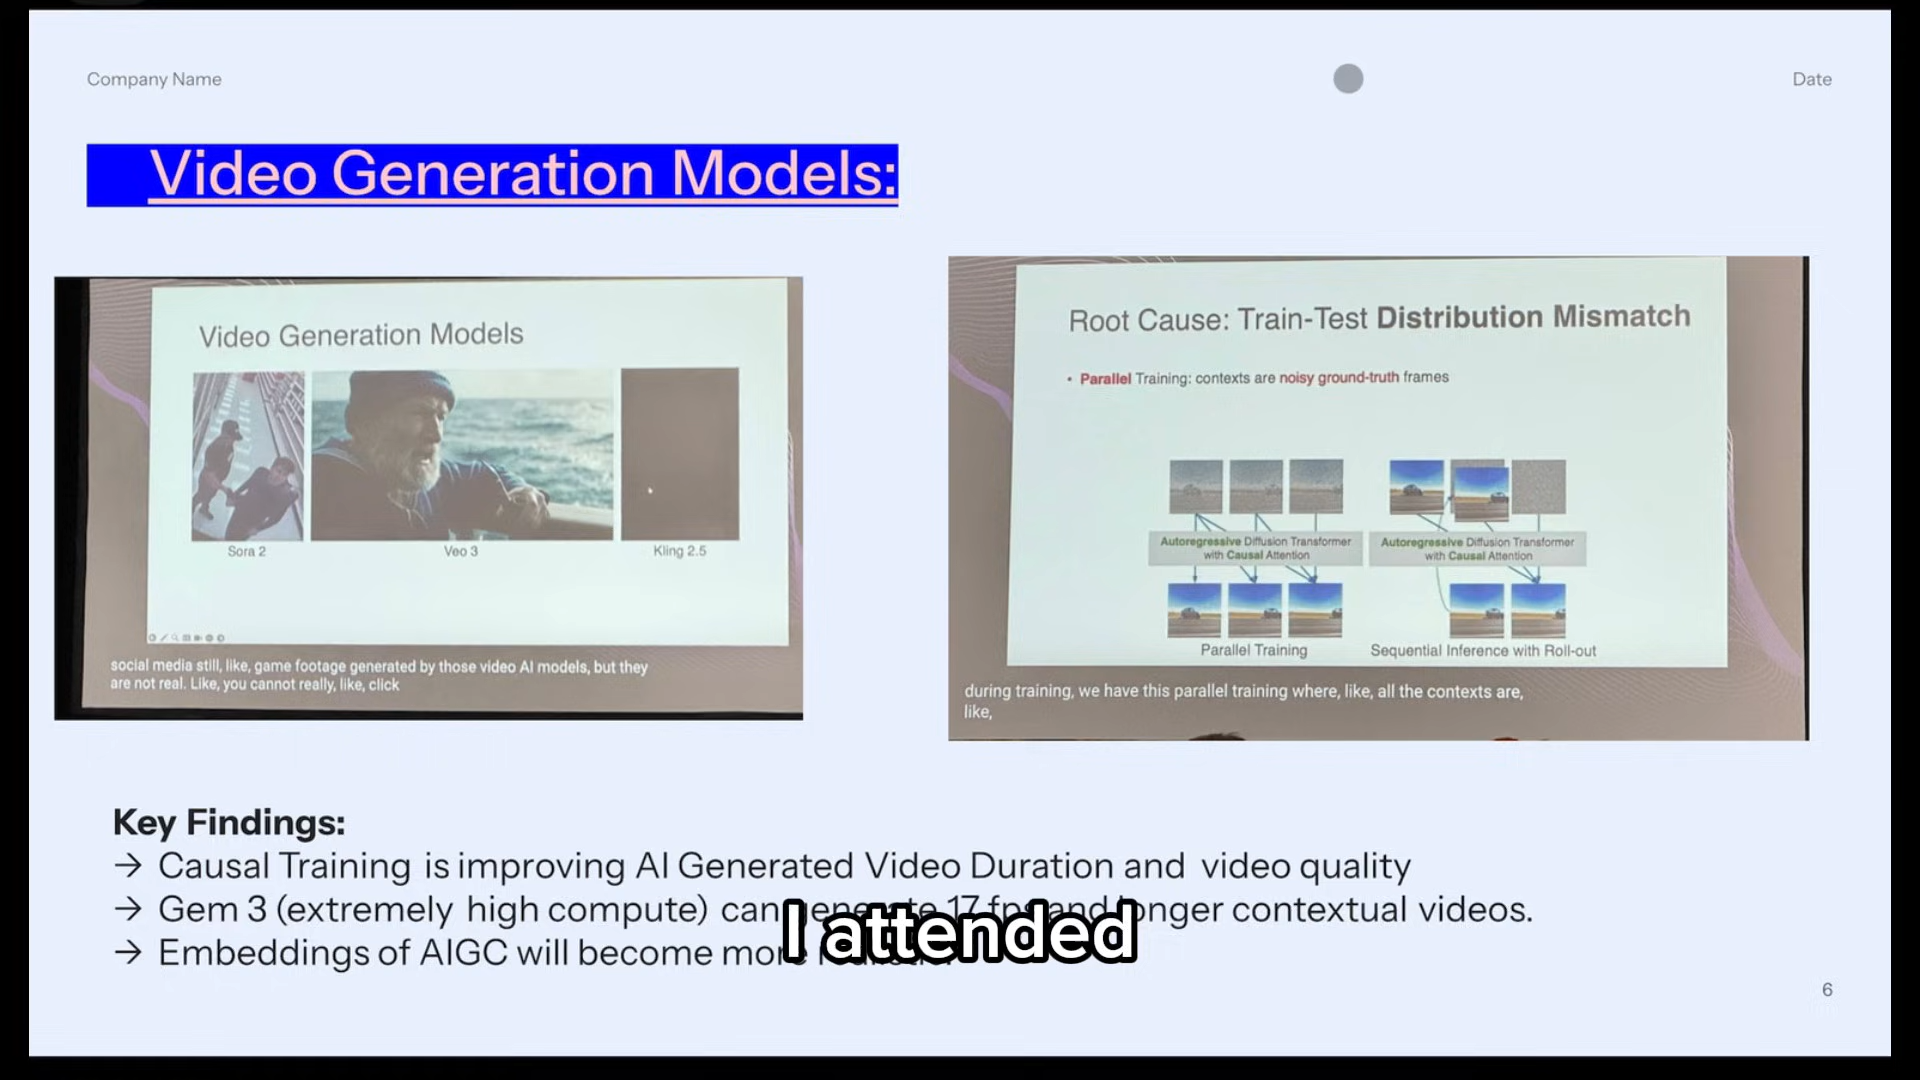 Company Name
Date
Video Generation Models:
Video Generation Models
Sora 2
Veo 3
Kling 2.5
social media still, like, game footage generated by those video AI models, but they
are not real. Like, you cannot really, like, click
Root Cause: Train-Test Distribution Mismatch
• Parallel Training: contexts are noisy ground-truth frames
Autoregressive Diffusion Transformer
with Causal Attention
Autoregressive Diffusion Transformer
with Causal Attention
Parallel Training
Sequential Inference with Roll-out
during training, we have this parallel training where, like, all the contexts are,
like,
Key Findings:
→ Causal Training is improving AI Generated Video Duration and video quality
→ Gem 3 (extremely high compute) can generate 17 fps and longer contextual videos.
→ Embeddings of AIGC will become more
I attended
6